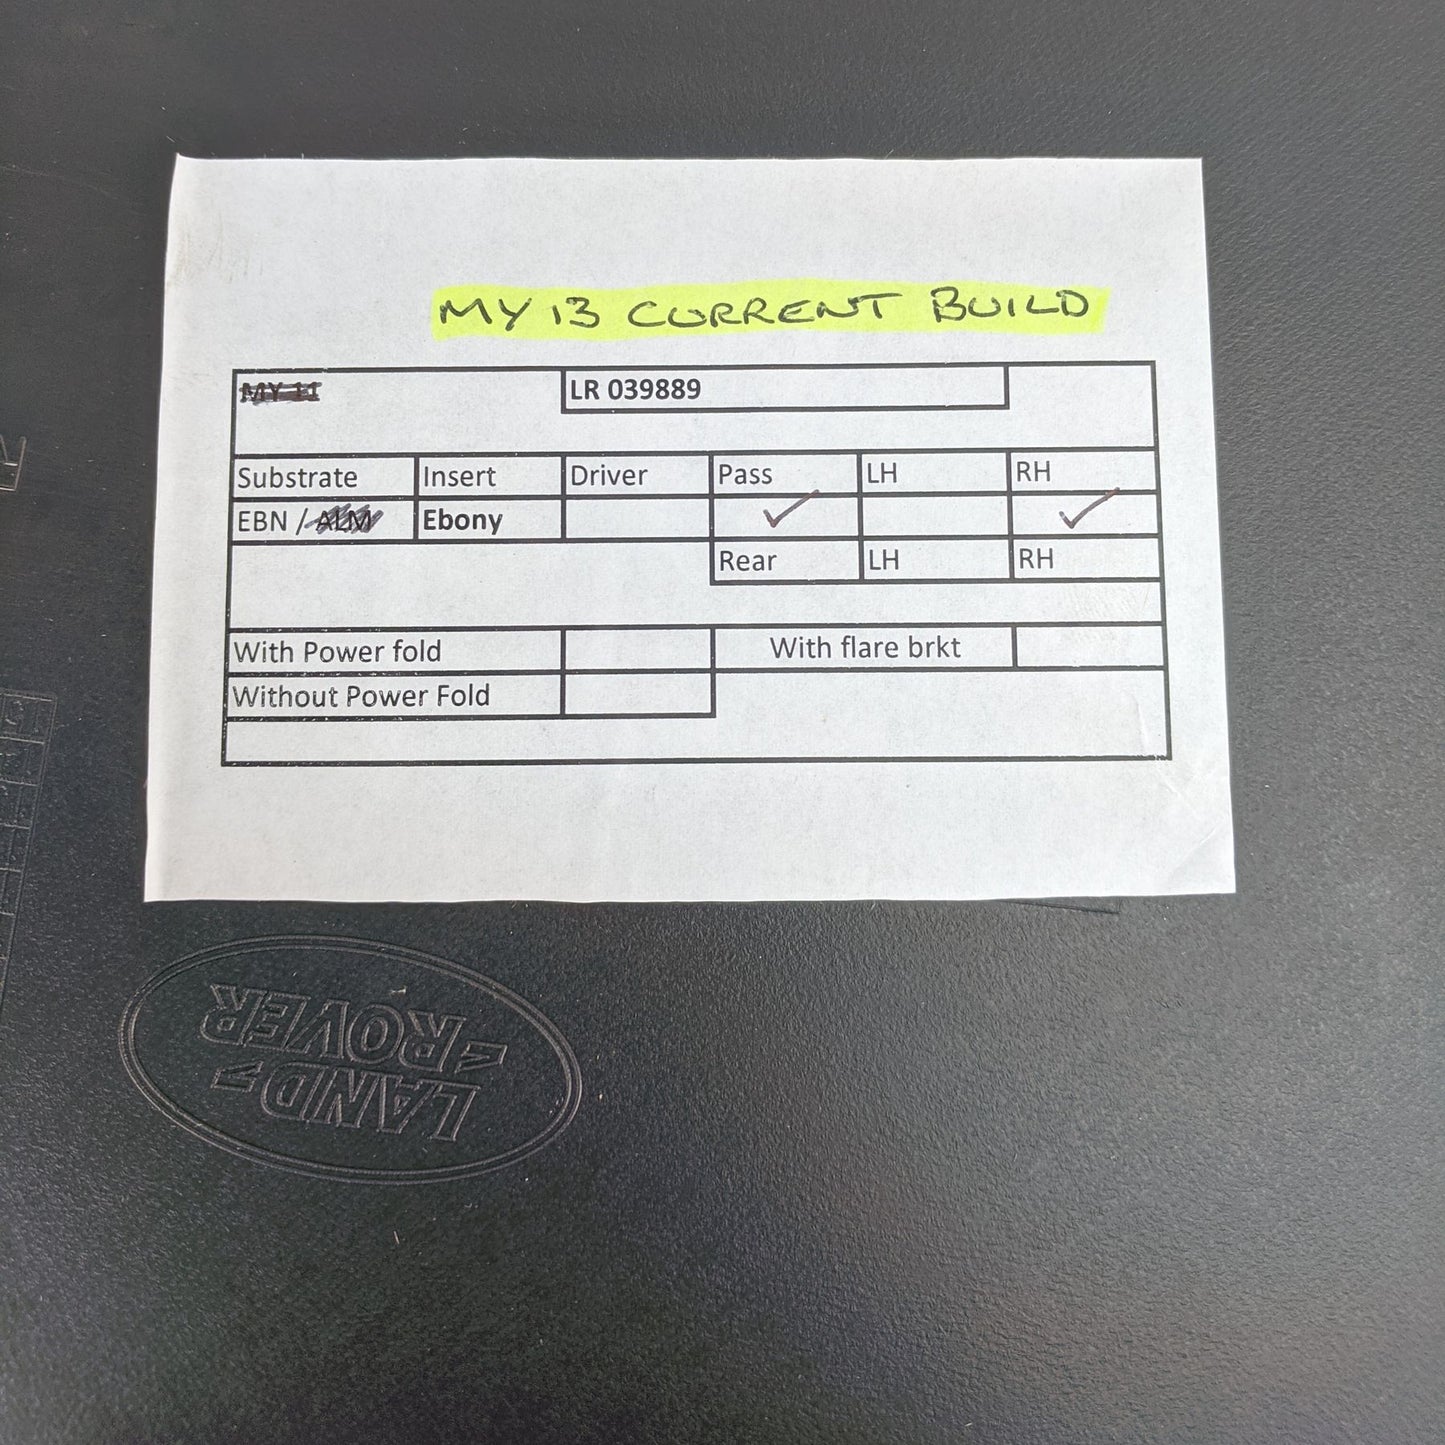 MY 13 CURRENT BUILD
MY 11 LR 039889
Substrate Insert Driver Pass LH RH
EBN / ALM Ebony ✓ ✓
Rear LH RH
With Power fold With flare brkt
Without Power Fold
LAND
ROVER